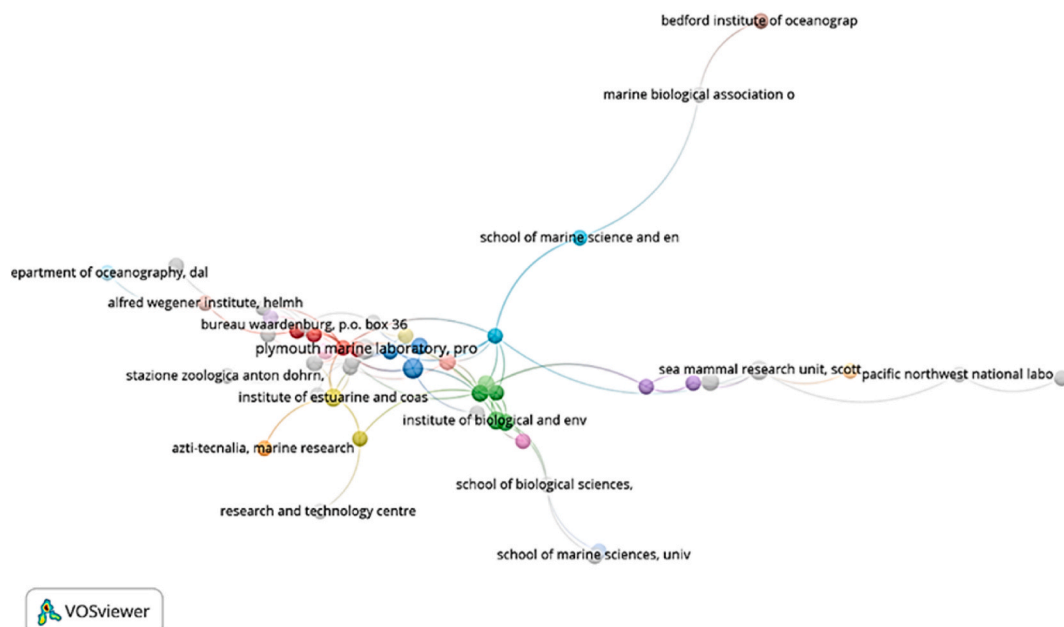 bedford institute of oceanograp
marine biological association o
school of marine science and en
epartment of oceanography, dal
alfred wegener institute, helmh
bureau waardenburg, p.o. box 36
plymouth marine laboratory, pro
stazione zoologica anton dohrn,
sea mammal research unit, scott
pacific northwest national labo
institute of estuarine and coas
institute of biological and env
azti-tecnalia, marine research
school of biological sciences,
research and technology centre
school of marine sciences, univ
VOSviewer